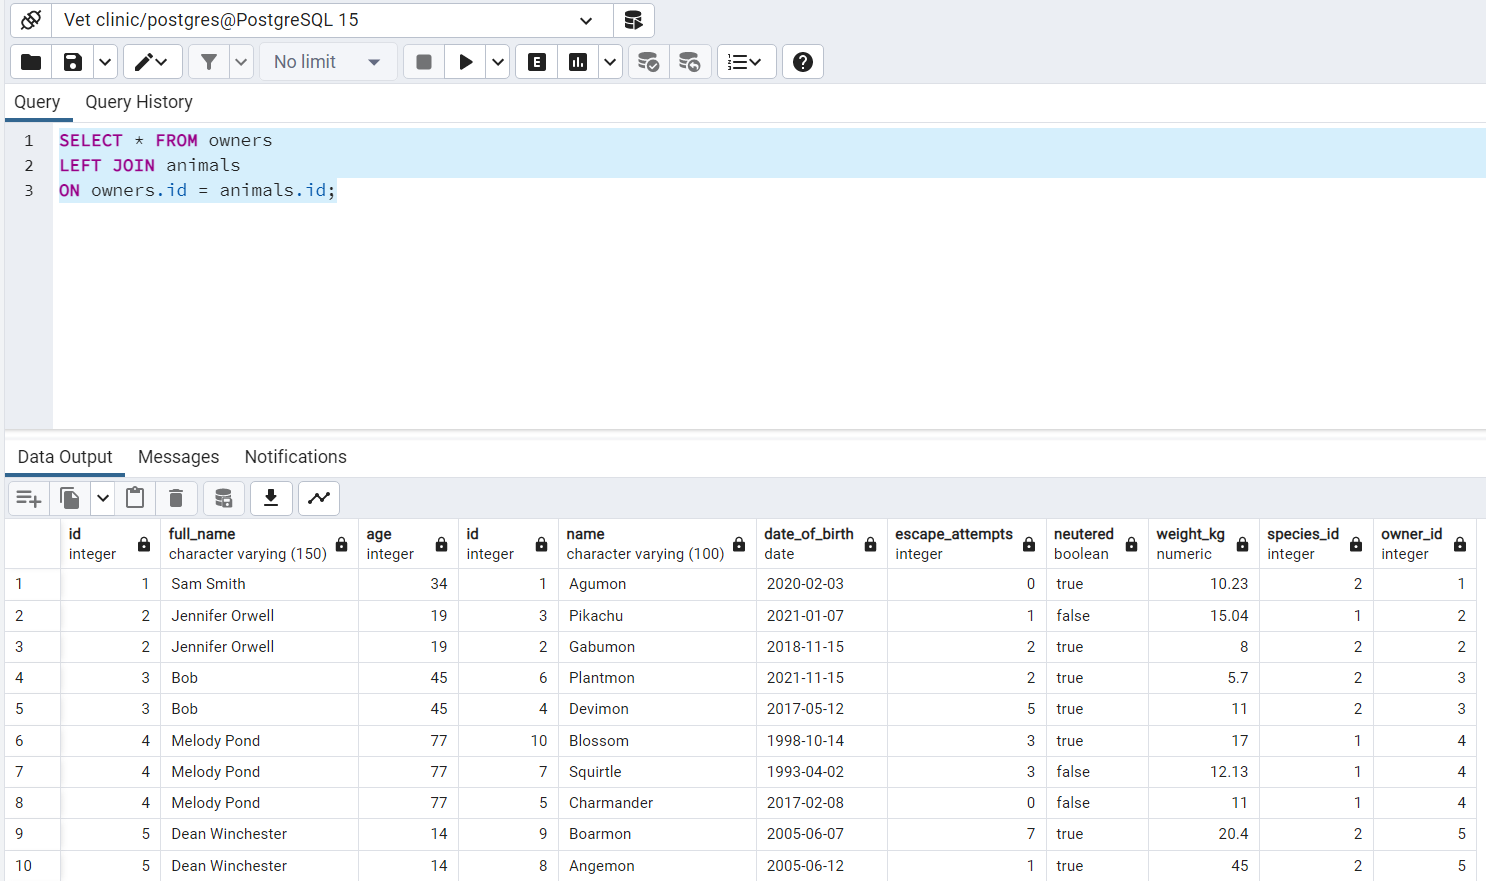 Vet clinic/postgres@PostgreSQL 15
No limit
E
Query Query History
1 SELECT * FROM owners
2 LEFT JOIN animals
3 ON owners.id = animals.id;
Data Output Messages Notifications
id full_name age id name date_of_birth escape_attempts neutered weight_kg species_id owner_id
integer character varying (150) integer integer character varying (100) date integer boolean numeric integer integer
1 1 Sam Smith 34 1 Agumon 2020-02-03 0 true 10.23 2 1
2 2 Jennifer Orwell 19 3 Pikachu 2021-01-07 1 false 15.04 1 2
3 2 Jennifer Orwell 19 2 Gabumon 2018-11-15 2 true 8 2 2
4 3 Bob 45 6 Plantmon 2021-11-15 2 true 5.7 2 3
5 3 Bob 45 4 Devimon 2017-05-12 5 true 11 2 3
6 4 Melody Pond 77 10 Blossom 1998-10-14 3 true 17 1 4
7 4 Melody Pond 77 7 Squirtle 1993-04-02 3 false 12.13 1 4
8 4 Melody Pond 77 5 Charmander 2017-02-08 0 false 11 1 4
9 5 Dean Winchester 14 9 Boarmon 2005-06-07 7 true 20.4 2 5
10 5 Dean Winchester 14 8 Angemon 2005-06-12 1 true 45 2 5